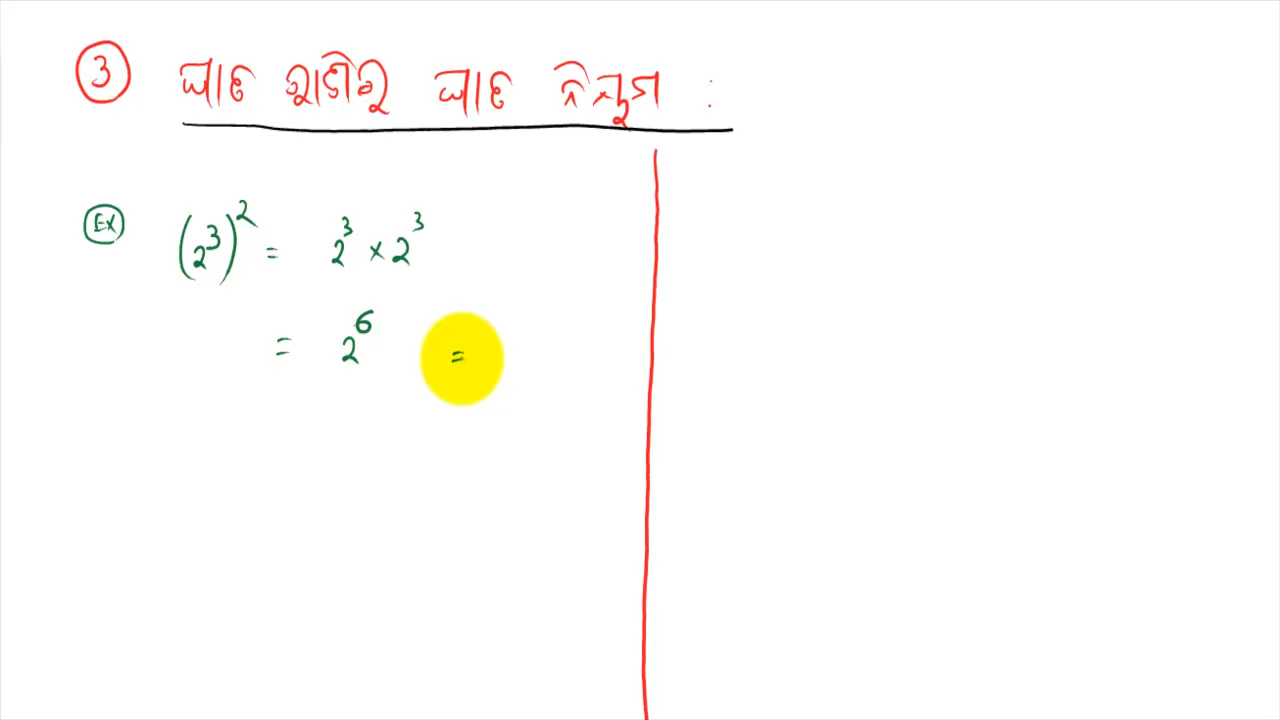 3 ଘାତ ରାଶିର ଘାତ ନିୟମ :
EX (2³)² = 2³ × 2³
= 2⁶ =